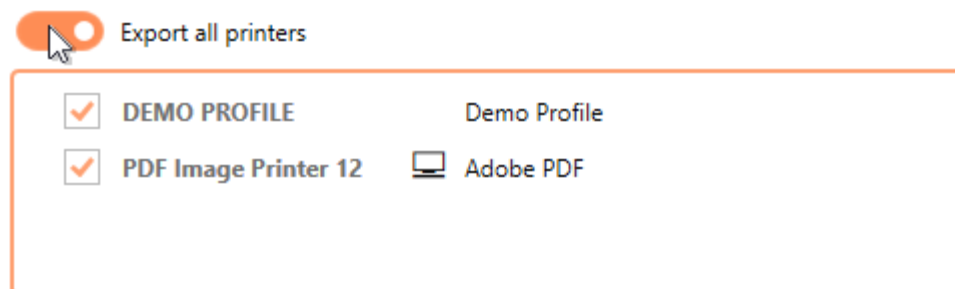 Export all printers
DEMO PROFILE Demo Profile
PDF Image Printer 12 Adobe PDF